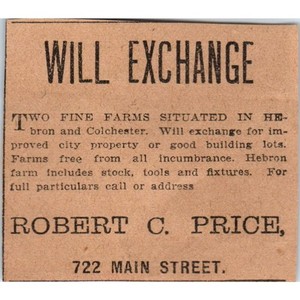 WILL EXCHANGE
TWO FINE FARMS SITUATED IN HE-
bron and Colchester. Will exchange for im-
proved city property or good building lots.
Farms free from all incumbrance. Hebron
farm includes stock, tools and fixtures. For
full particulars call or address
ROBERT C. PRICE,
722 MAIN STREET.